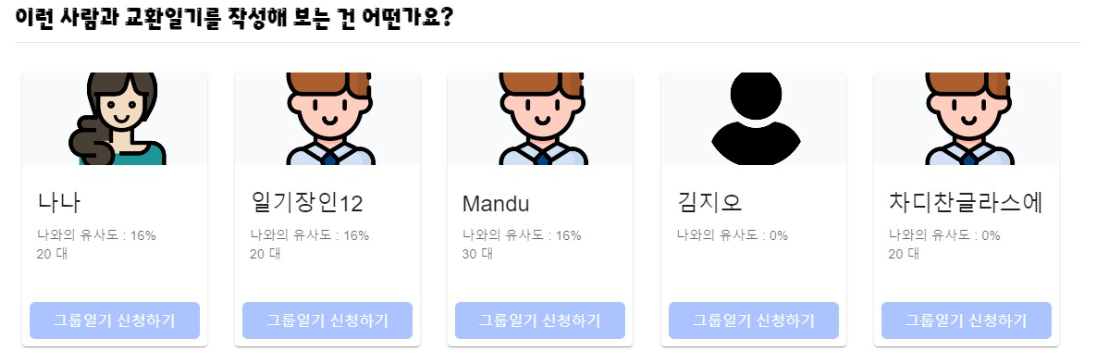 이런 사람과 교환일기를 작성해 보는 건 어떤가요?
나나
나와의 유사도 : 16%
20 대
그룹일기 신청하기
일기장인12
나와의 유사도 : 16%
20 대
그룹일기 신청하기
Mandu
나와의 유사도 : 16%
30 대
그룹일기 신청하기
김지오
나와의 유사도 : 0%
그룹일기 신청하기
차디찬글라스에
나와의 유사도 : 0%
20 대
그룹일기 신청하기